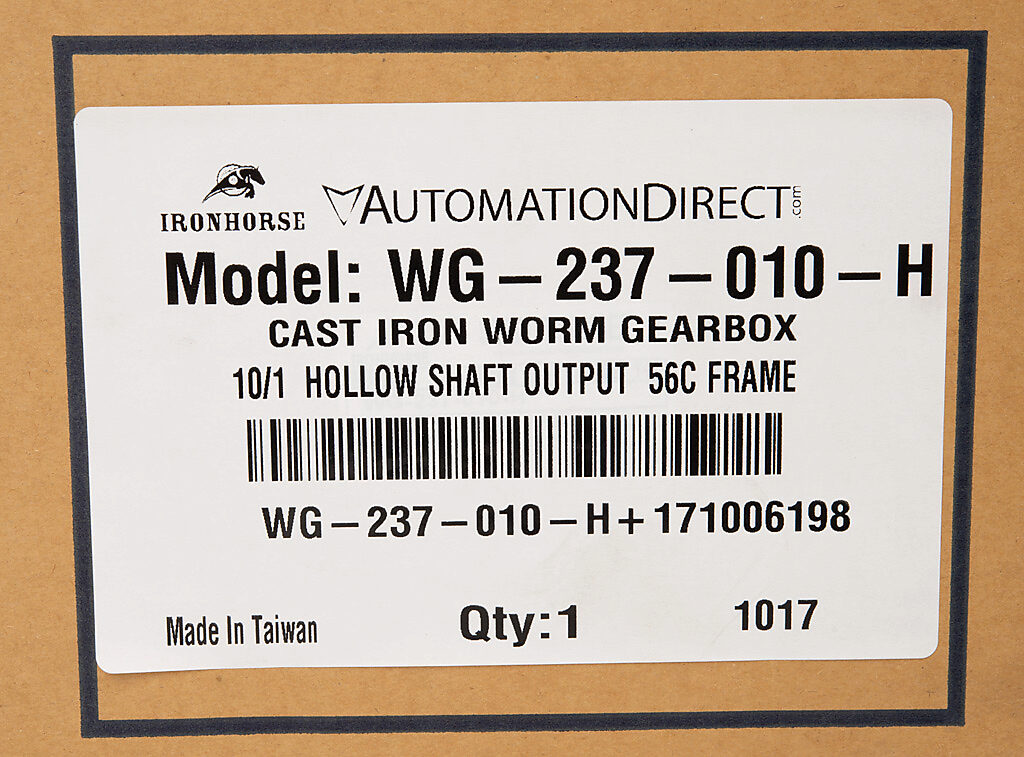 IRONHORSE AUTOMATIONDIRECT.com
Model: WG-237-010-H
CAST IRON WORM GEARBOX
10/1 HOLLOW SHAFT OUTPUT 56C FRAME
WG-237-010-H+171006198
Made In Taiwan Qty:1 1017